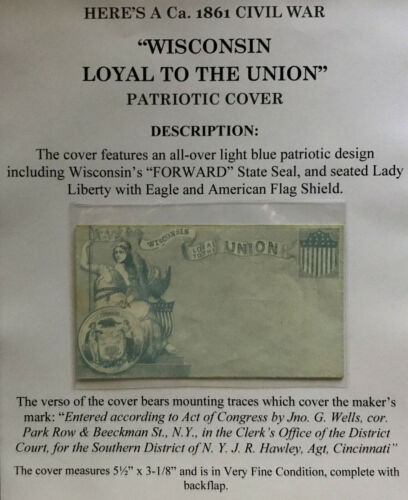 HERE'S A Ca. 1861 CIVIL WAR
"WISCONSIN
LOYAL TO THE UNION"
PATRIOTIC COVER
DESCRIPTION:
The cover features an all-over light blue patriotic design
including Wisconsin's "FORWARD" State Seal, and seated Lady
Liberty with Eagle and American Flag Shield.
WISCONSIN
LOYAL
TO THE
UNION
The verso of the cover bears mounting traces which cover the maker's
mark: "Entered according to Act of Congress by Jno. G. Wells, cor.
Park Row & Beeckman St., N.Y., in the Clerk's Office of the District
Court, for the Southern District of N. Y. J. R. Hawley, Agt, Cincinnati"
The cover measures 5½" x 3-1/8" and is in Very Fine Condition, complete with
backflap.